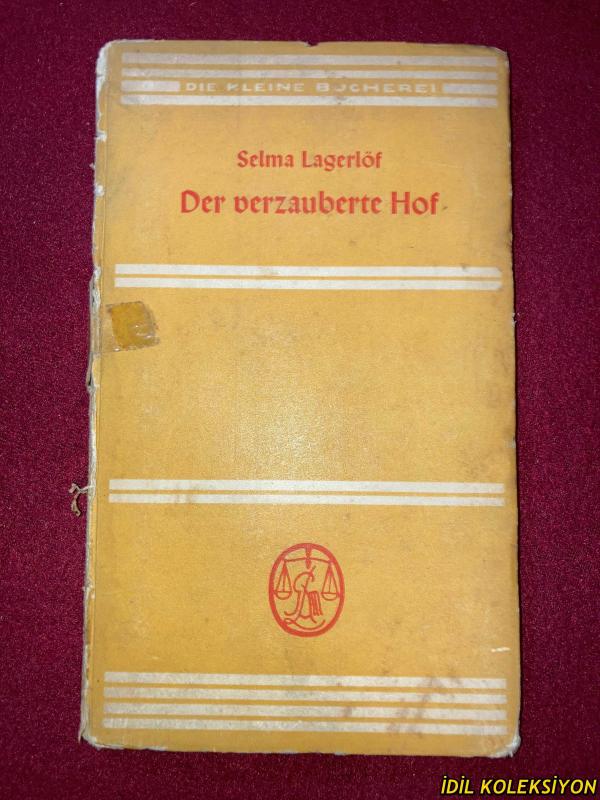 DIE KLEINE BÜCHEREI
Selma Lagerlöf
Der verzauberte Hof
İDİL KOLEKSİYON